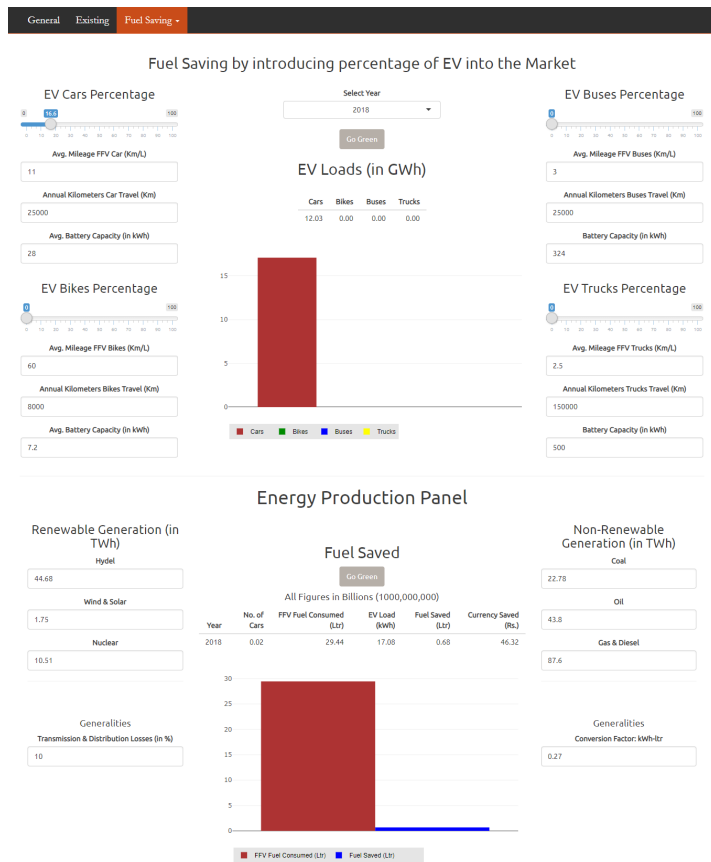 General Existing Fuel Saving
Fuel Saving by introducing percentage of EV into the Market
EV Cars Percentage
0 16.6 100
0 10 20 30 40 50 60 70 80 90 100
Avg. Mileage FFV Car (Km/L)
11
Annual Kilometers Car Travel (Km)
25000
Avg. Battery Capacity (in kWh)
28
EV Bikes Percentage
0 100
0 10 20 30 40 50 60 70 80 90 100
Avg. Mileage FFV Bikes (Km/L)
60
Annual Kilometers Bikes Travel (Km)
8000
Avg. Battery Capacity (in kWh)
7.2
Select Year
2018
Go Green
EV Loads (in GWh)
Cars Bikes Buses Trucks
12.03 0.00 0.00 0.00
15
10
5
0
Cars Bikes Buses Trucks
EV Buses Percentage
0 100
0 10 20 30 40 50 60 70 80 90 100
Avg. Mileage FFV Buses (Km/L)
3
Annual Kilometers Buses Travel (Km)
25000
Battery Capacity (in kWh)
324
EV Trucks Percentage
0 100
0 10 20 30 40 50 60 70 80 90 100
Avg. Mileage FFV Trucks (Km/L)
2.5
Annual Kilometers Trucks Travel (Km)
150000
Battery Capacity (in kWh)
500
Energy Production Panel
Renewable Generation (in
TWh)
Hydel
44.68
Wind & Solar
1.75
Nuclear
10.51
Generalities
Transmission & Distribution Losses (in %)
10
Fuel Saved
Go Green
All Figures in Billions (1000,000,000)
Year No. of Cars FFV Fuel Consumed (Ltr) EV Load (kWh) Fuel Saved (Ltr) Currency Saved (Rs.)
2018 0.02 29.44 17.08 0.68 46.32
30
25
20
15
10
5
0
FFV Fuel Consumed (Ltr) Fuel Saved (Ltr)
Non-Renewable
Generation (in TWh)
Coal
22.78
Oil
43.8
Gas & Diesel
87.6
Generalities
Conversion Factor: kWh-ltr
0.27